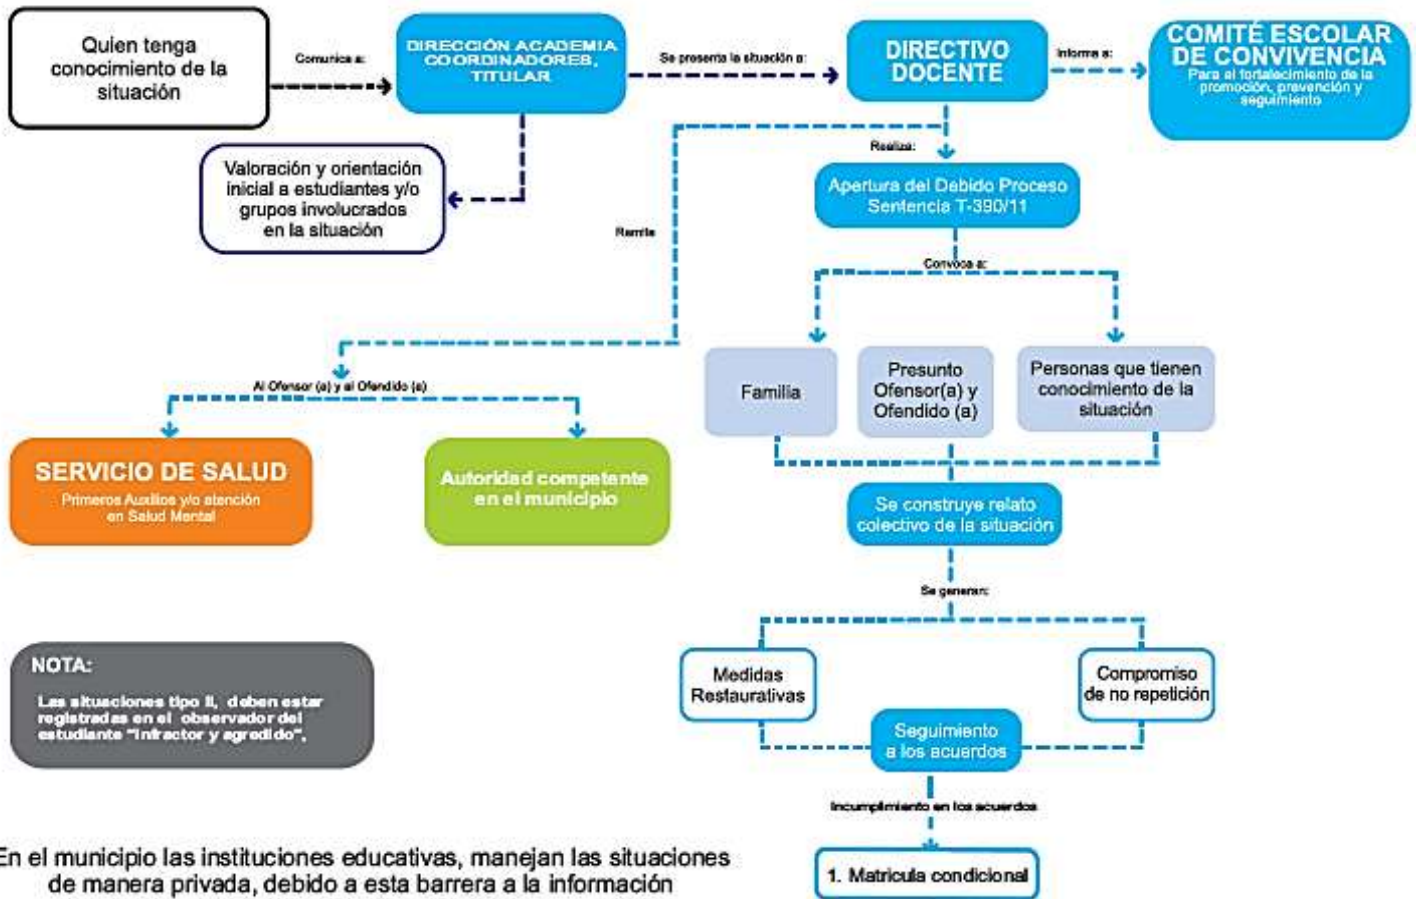 Quien tenga
conocimiento de la
situación
Comunica a:
DIRECCIÓN ACADEMIA
COORDINADORES,
TITULAR
Se presenta la situación a:
DIRECTIVO
DOCENTE
Informa a:
COMITÉ ESCOLAR
DE CONVIVENCIA
Para el fortalecimiento de la
promoción, prevención y
seguimiento
Valoración y orientación
inicial a estudiantes y/o
grupos involucrados
en la situación
Realiza:
Apertura del Debido Proceso
Sentencia T-390/11
Remite
Convoca a:
Familia
Presunto
Ofensor(a) y
Ofendido (a)
Personas que tienen
conocimiento de la
situación
Al Ofensor (a) y al Ofendido (a)
SERVICIO DE SALUD
Primeros Auxilios y/o atención
en Salud Mental
Autoridad competente
en el municipio
Se construye relato
colectivo de la situación
Se generan:
Medidas
Restaurativas
Compromiso
de no repetición
Seguimiento
a los acuerdos
Incumplimiento en los acuerdos
1. Matricula condicional
NOTA:
Las situaciones tipo II, deben estar
registradas en el observador del
estudiante "Infractor y agredido",
En el municipio las instituciones educativas, manejan las situaciones
de manera privada, debido a esta barrera a la información